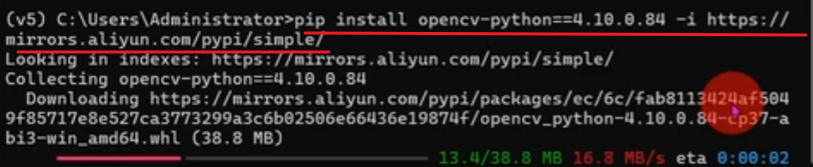 (v5) C:\Users\Administrator>pip install opencv-python==4.10.0.84 -i https://
mirrors.aliyun.com/pypi/simple/
Looking in indexes: https://mirrors.aliyun.com/pypi/simple/
Collecting opencv-python==4.10.0.84
  Downloading https://mirrors.aliyun.com/pypi/packages/ec/6c/fab8113424af504
9f85717e8e527ca3773299a3c6b02506e66436e19874f/opencv_python-4.10.0.84-cp37-a
bi3-win_amd64.whl (38.8 MB)
13.4/38.8 MB 16.8 MB/s eta 0:00:02